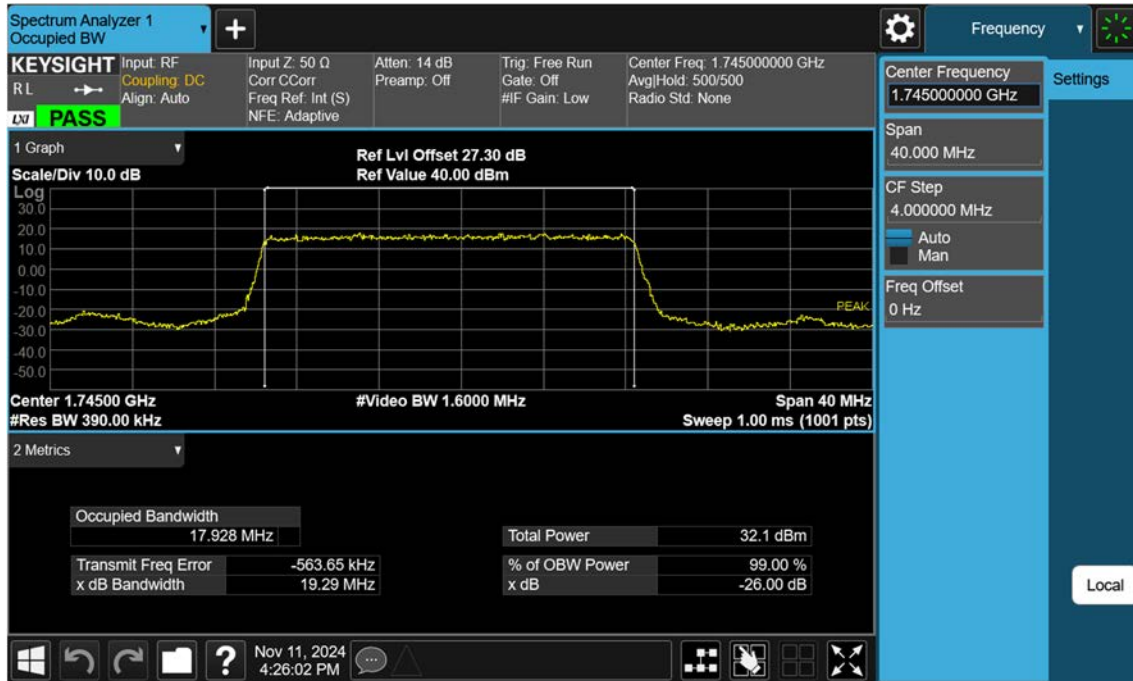 Spectrum Analyzer 1
Occupied BW
+
Frequency
KEYSIGHT
R L
LXI PASS
Input: RF
Coupling: DC
Align: Auto
Input Z: 50 Ω
Corr CCorr
Freq Ref: Int (S)
NFE: Adaptive
Atten: 14 dB
Preamp: Off
Trig: Free Run
Gate: Off
#IF Gain: Low
Center Freq: 1.745000000 GHz
Avg|Hold: 500/500
Radio Std: None
1 Graph
Scale/Div 10.0 dB
Ref Lvl Offset 27.30 dB
Ref Value 40.00 dBm
Log
30.0
20.0
10.0
0.00
-10.0
-20.0
-30.0
-40.0
-50.0
PEAK
Center 1.74500 GHz
#Video BW 1.6000 MHz
Span 40 MHz
#Res BW 390.00 kHz
Sweep 1.00 ms (1001 pts)
2 Metrics
Occupied Bandwidth
17.928 MHz
Transmit Freq Error -563.65 kHz
x dB Bandwidth 19.29 MHz
Total Power 32.1 dBm
% of OBW Power 99.00 %
x dB -26.00 dB
Center Frequency
1.745000000 GHz
Span
40.000 MHz
CF Step
4.000000 MHz
Auto
Man
Freq Offset
0 Hz
Settings
Local
?
Nov 11, 2024
4:26:02 PM